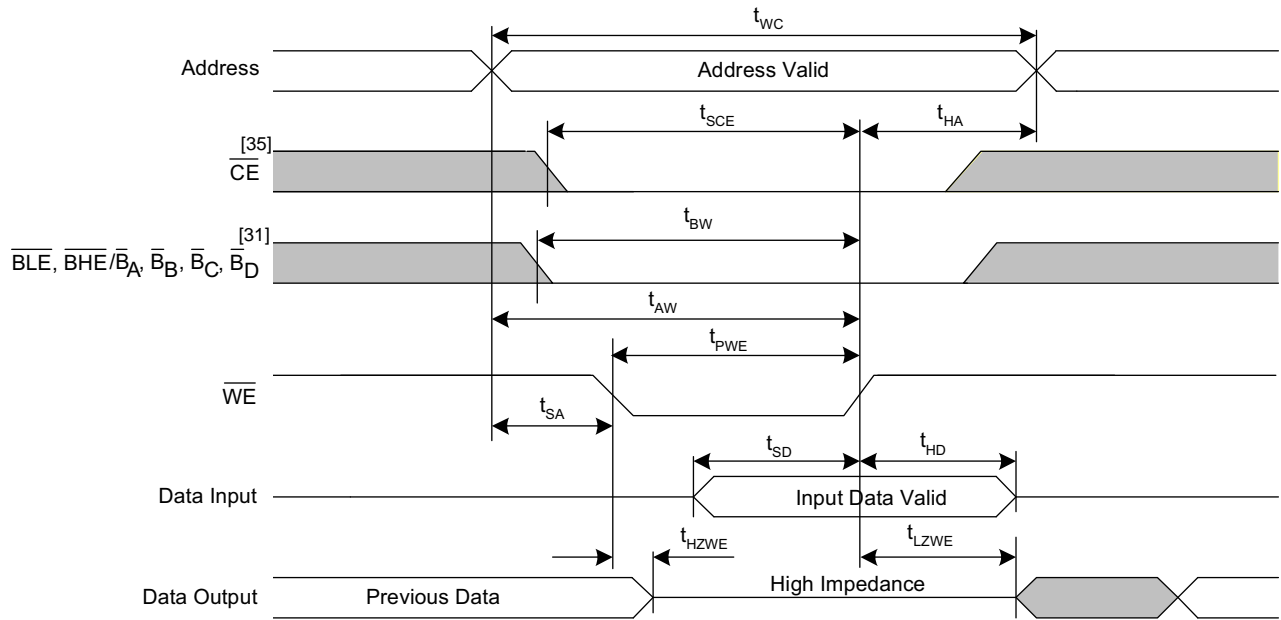 tWC
Address
Address Valid
tSCE
tHA
[35]
CE
tBW
[31]
BLE, BHE/BA, BB, BC, BD
tAW
tPWE
WE
tSA
tSD
tHD
Data Input
Input Data Valid
tHZWE
tLZWE
Data Output
Previous Data
High Impedance